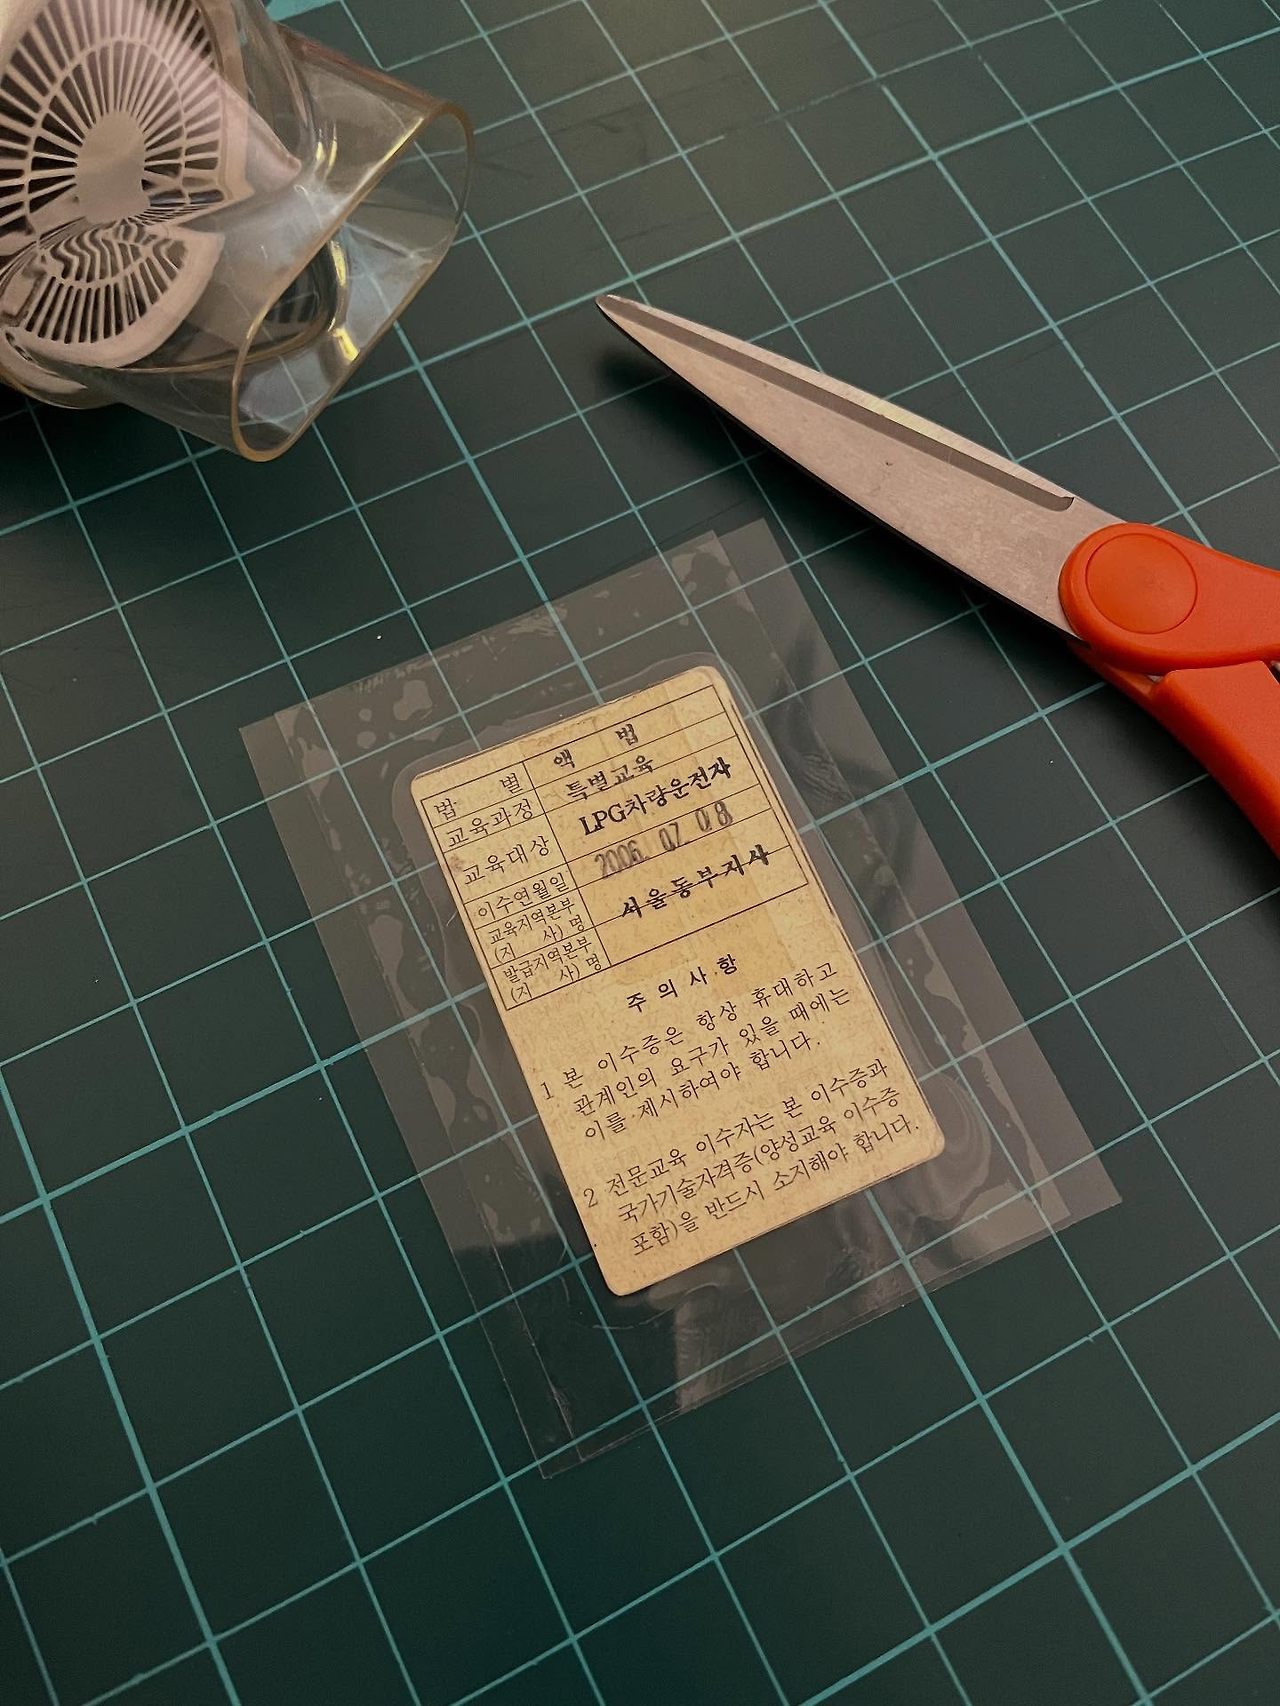 법 별 액 법
교육과정 특별교육
교육대상 LPG차량운전자
이수연월일 2006. 07. 08
교육지역본부
(지 사) 명
서울동부지사
발급지역본부
(지 사) 명
주 의 사 항
1 본 이수증은 항상 휴대하고
관계인의 요구가 있을 때에는
이를 제시하여야 합니다.
2 전문교육 이수자는 본 이수증과
국가기술자격증(양성교육 이수증
포함)을 반드시 소지해야 합니다.